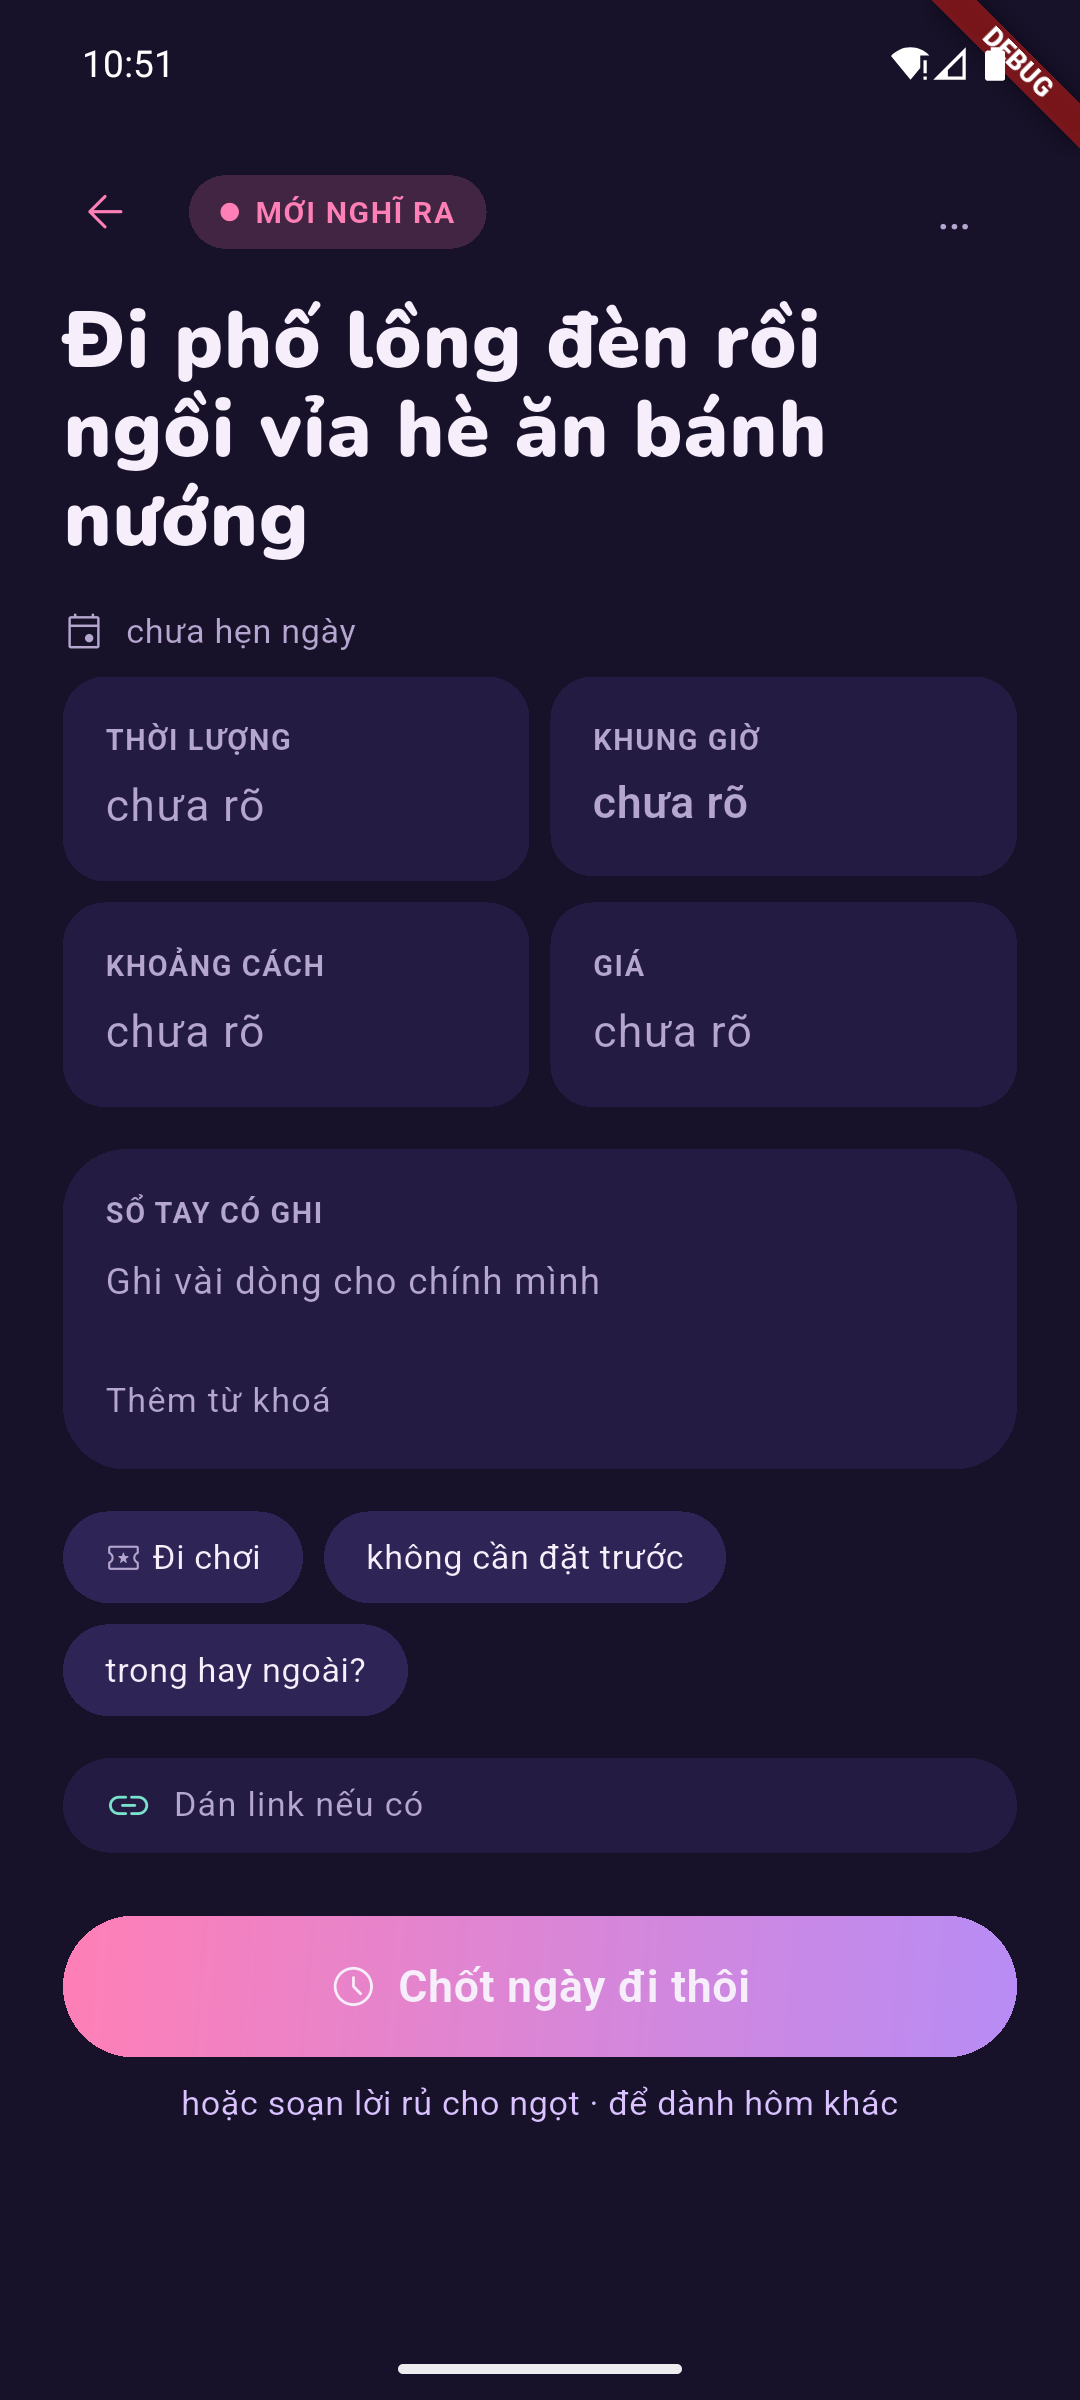 10:51
DEBUG
MỚI NGHĨ RA
...
Đi phố lồng đèn rồi
ngồi vỉa hè ăn bánh
nướng
chưa hẹn ngày
THỜI LƯỢNG
chưa rõ
KHUNG GIỜ
chưa rõ
KHOẢNG CÁCH
chưa rõ
GIÁ
chưa rõ
SỔ TAY CÓ GHI
Ghi vài dòng cho chính mình
Thêm từ khoá
Đi chơi
không cần đặt trước
trong hay ngoài?
Dán link nếu có
Chốt ngày đi thôi
hoặc soạn lời rủ cho ngọt · để dành hôm khác